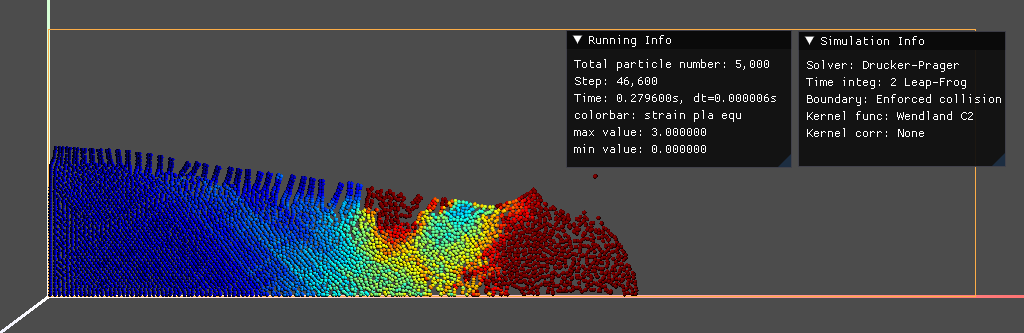 Running Info
Total particle number: 5,000
Step: 46,600
Time: 0.279600s, dt=0.000006s
colorbar: strain pla equ
max value: 3.000000
min value: 0.000000
Simulation Info
Solver: Drucker-Prager
Time integ: 2 Leap-Frog
Boundary: Enforced collision
Kernel func: Wendland C2
Kernel corr: None